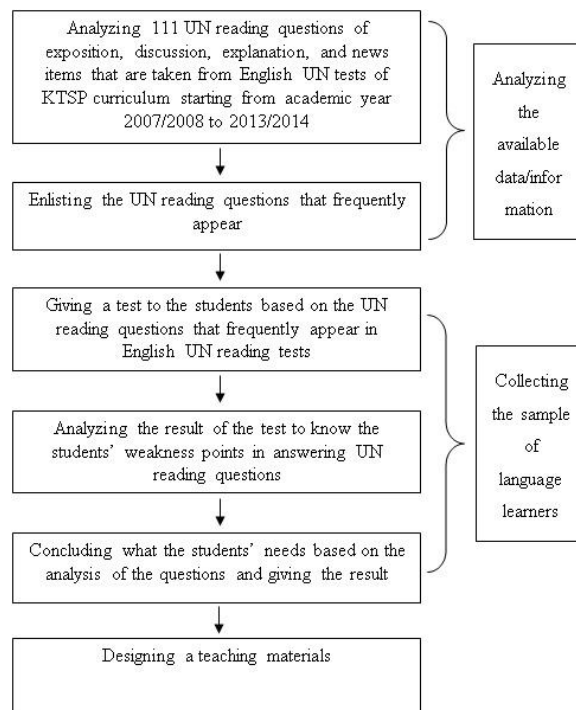 Analyzing 111 UN reading questions of
exposition, discussion, explanation, and news
items that are taken from English UN tests of
KTSP curriculum starting from academic year
2007/2008 to 2013/2014
Analyzing
the
available
data/infor
mation
Enlisting the UN reading questions that frequently
appear
Giving a test to the students based on the UN
reading questions that frequently appear in
English UN reading tests
Collecting
the sample
of
language
learners
Analyzing the result of the test to know the
students’ weakness points in answering UN
reading questions
Concluding what the students’ needs based on the
analysis of the questions and giving the result
Designing a teaching materials